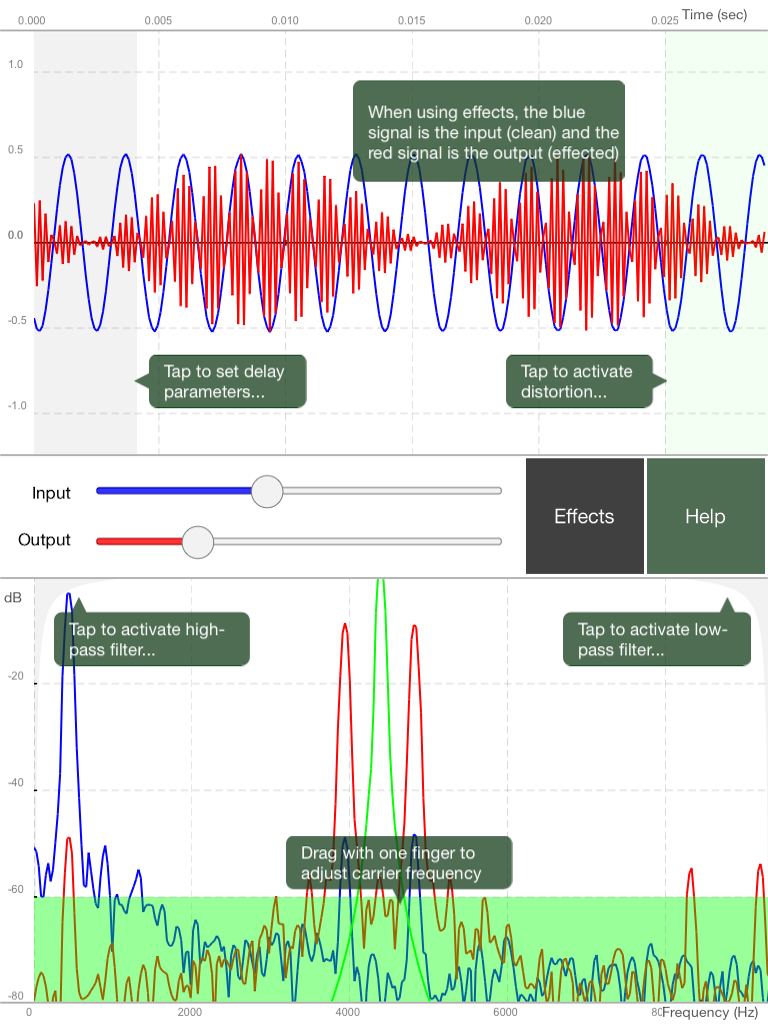 0.000 0.005 0.010 0.015 0.020 0.025 Time (sec)
1.0
When using effects, the blue
signal is the input (clean) and the
red signal is the output (effected)
0.5
0.0
-0.5
Tap to set delay
parameters...
Tap to activate
distortion...
-1.0
Input
Output
Effects
Help
dB
Tap to activate high-
pass filter...
Tap to activate low-
pass filter...
-20
-40
Drag with one finger to
adjust carrier frequency
-60
-80
0 2000 4000 6000 80 Frequency (Hz)